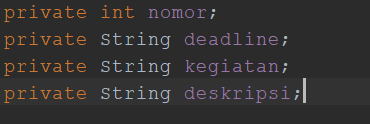 private int nomor;
private String deadline;
private String kegiatan;
private String deskripsi;